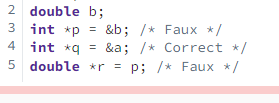 2 double b;
3 int *p = &b; /* Faux */
4 int *q = &a; /* Correct */
5 double *r = p; /* Faux */